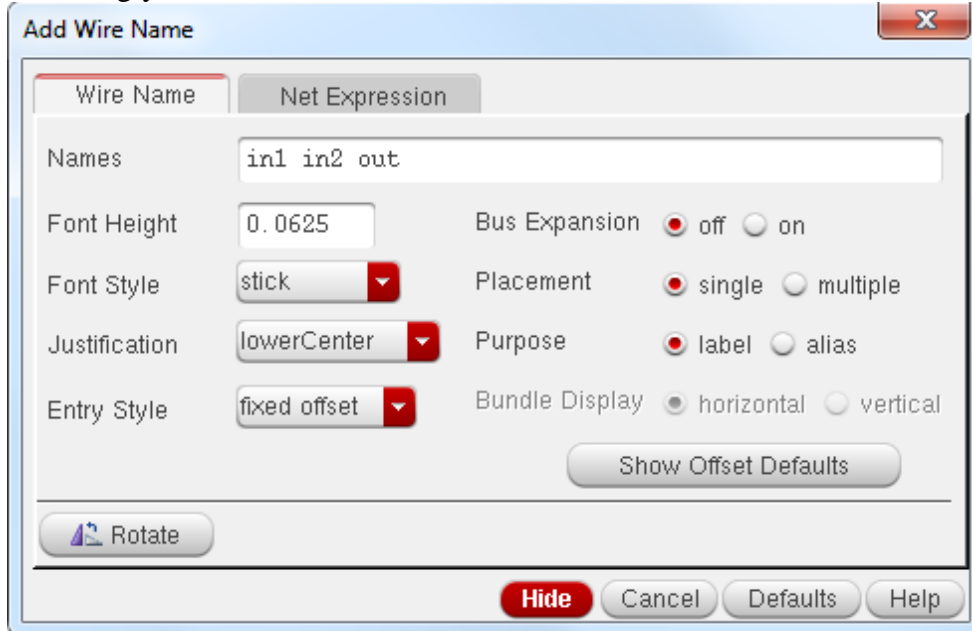 Add Wire Name
Wire Name Net Expression
Names in1 in2 out
Font Height 0.0625 Bus Expansion off on
Font Style stick Placement single multiple
Justification lowerCenter Purpose label alias
Entry Style fixed offset Bundle Display horizontal vertical
Show Offset Defaults
Rotate
Hide Cancel Defaults Help